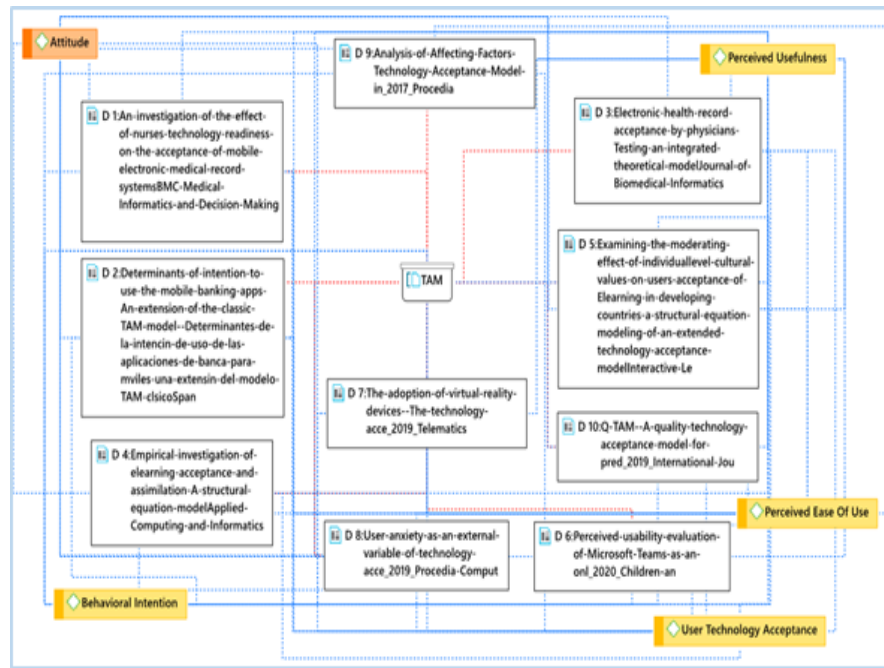 Attitude
D 9:Analysis-of-Affecting-Factors-
Technology-Acceptance-Model-
in_2017_Procedia
Perceived Usefulness
D 1:An-investigation-of-the-effect-
of-nurses-technology-readiness-
on-the-acceptance-of-mobile-
electronic-medical-record-
systemsBMC-Medical-
Informatics-and-Decision-Making
D 3:Electronic-health-record-
acceptance-by-physicians-
Testing-an-integrated-
theoretical-modelJournal-of-
Biomedical-Informatics
D 2:Determinants-of-intention-to-
use-the-mobile-banking-apps-
An-extension-of-the-classic-
TAM-model--Determinantes-de-
la-intencin-de-uso-de-las-
aplicaciones-de-banca-para-
mviles-una-extensin-del-modelo-
TAM-clsicoSpan
TAM
D 5:Examining-the-moderating-
effect-of-individuallevel-cultural-
values-on-users-acceptance-of-
Elearning-in-developing-
countries-a-structural-equation-
modeling-of-an-extended-
technology-acceptance-
modelInteractive-Le
D 7:The-adoption-of-virtual-reality-
devices--The-technology-
acce_2019_Telematics
D 10:Q-TAM--A-quality-technology-
acceptance-model-for-
pred_2019_International-Jou
D 4:Empirical-investigation-of-
elearning-acceptance-and-
assimilation-A-structural-
equation-modelApplied-
Computing-and-Informatics
Perceived Ease Of Use
D 8:User-anxiety-as-an-external-
variable-of-technology-
acce_2019_Procedia-Comput
D 6:Perceived-usability-evaluation-
of-Microsoft-Teams-as-an-
onl_2020_Children-an
Behavioral Intention
User Technology Acceptance